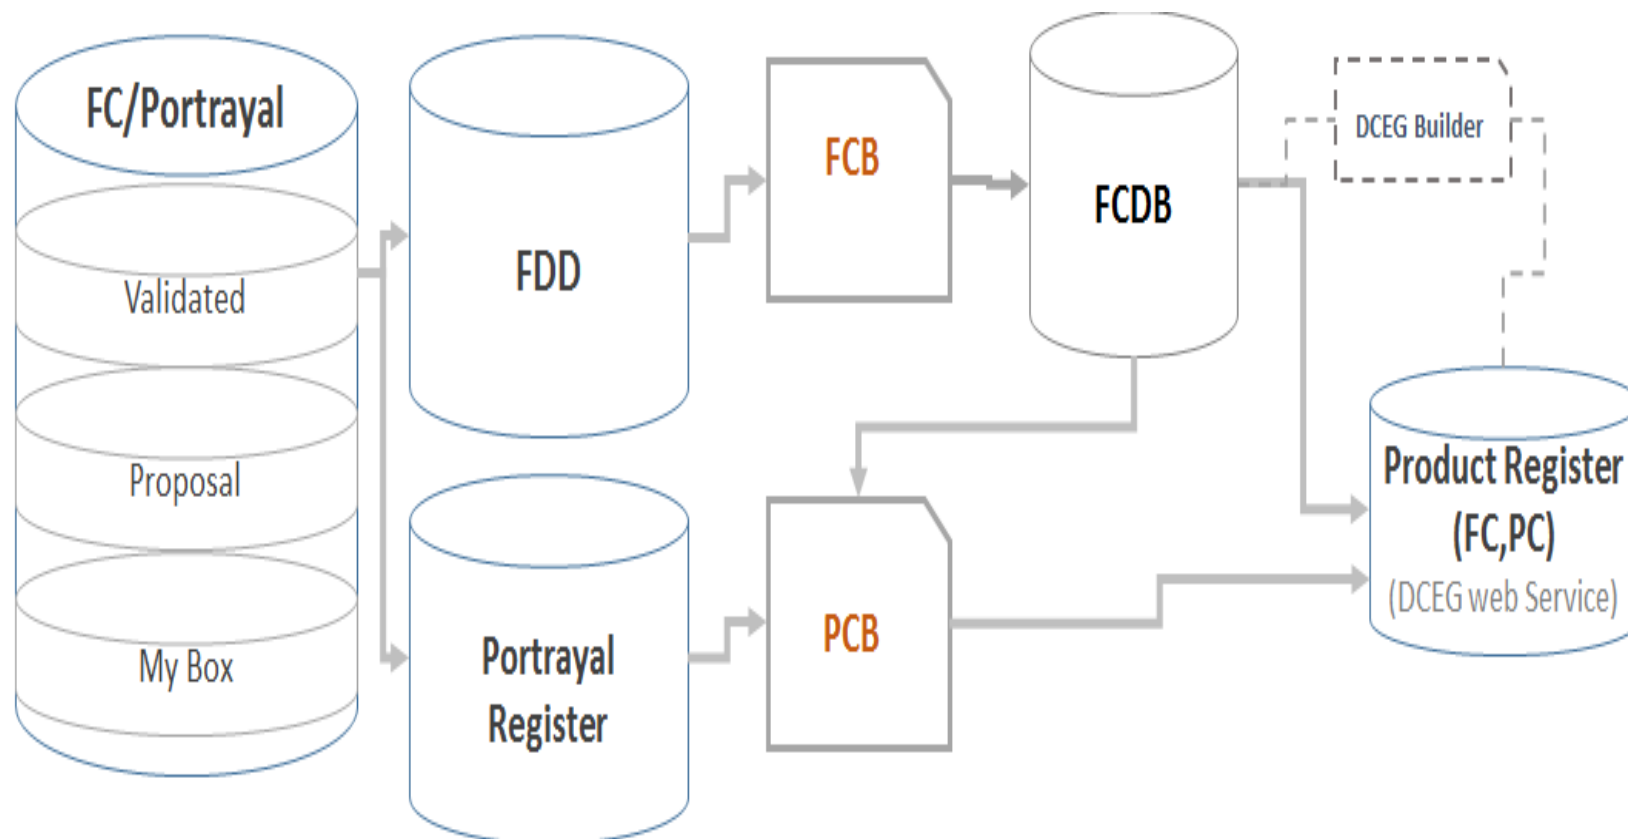 FC/Portrayal
Validated
Proposal
My Box
FDD
Portrayal
Register
FCB
PCB
FCDB
DCEG Builder
Product Register
(FC,PC)
(DCEG web Service)